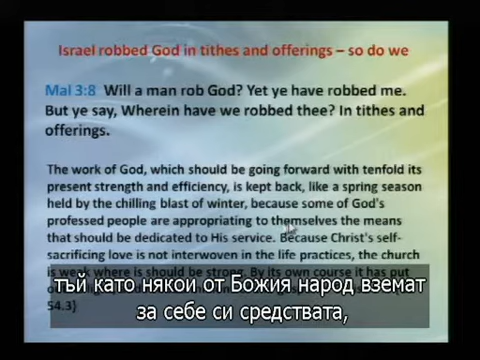 Israel robbed God in tithes and offerings – so do we
Mal 3:8 Will a man rob God? Yet ye have robbed me.
But ye say, Wherein have we robbed thee? In tithes and
offerings.
The work of God, which should be going forward with tenfold its
present strength and efficiency, is kept back, like a spring season
held by the chilling blast of winter, because some of God's
professed people are appropriating to themselves the means
that should be dedicated to His service. Because Christ's self-
sacrificing love is not interwoven in the life practices, the church
is weak where is should be strong. By its own course it has put
54.3}
тъй като някои от Божия народ вземат
за себе си средствата,